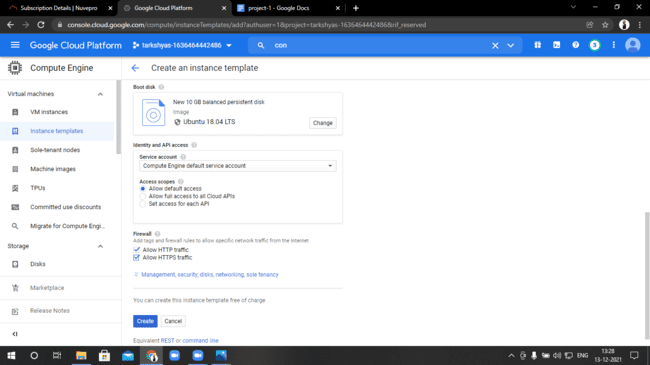 Subscription Details | Nuvepro
Google Cloud Platform
project-1 - Google Docs
console.cloud.google.com/compute/instanceTemplates/add?authuser=1&project=tarkshyas-1636464442486&rif_reserved
Google Cloud Platform
tarkshyas-1636464442486
con
3
Compute Engine
Create an instance template
Virtual machines
VM instances
Instance templates
Sole-tenant nodes
Machine images
TPUs
Committed use discounts
Migrate for Compute Engi...
Storage
Disks
Marketplace
Release Notes
Boot disk
New 10 GB balanced persistent disk
Image
Ubuntu 18.04 LTS
Change
Identity and API access
Service account
Compute Engine default service account
Access scopes
Allow default access
Allow full access to all Cloud APIs
Set access for each API
Firewall
Add tags and firewall rules to allow specific network traffic from the Internet
Allow HTTP traffic
Allow HTTPS traffic
Management, security, disks, networking, sole tenancy
You can create this instance template free of charge
Create
Cancel
Equivalent REST or command line
ENG
13:28
13-12-2021